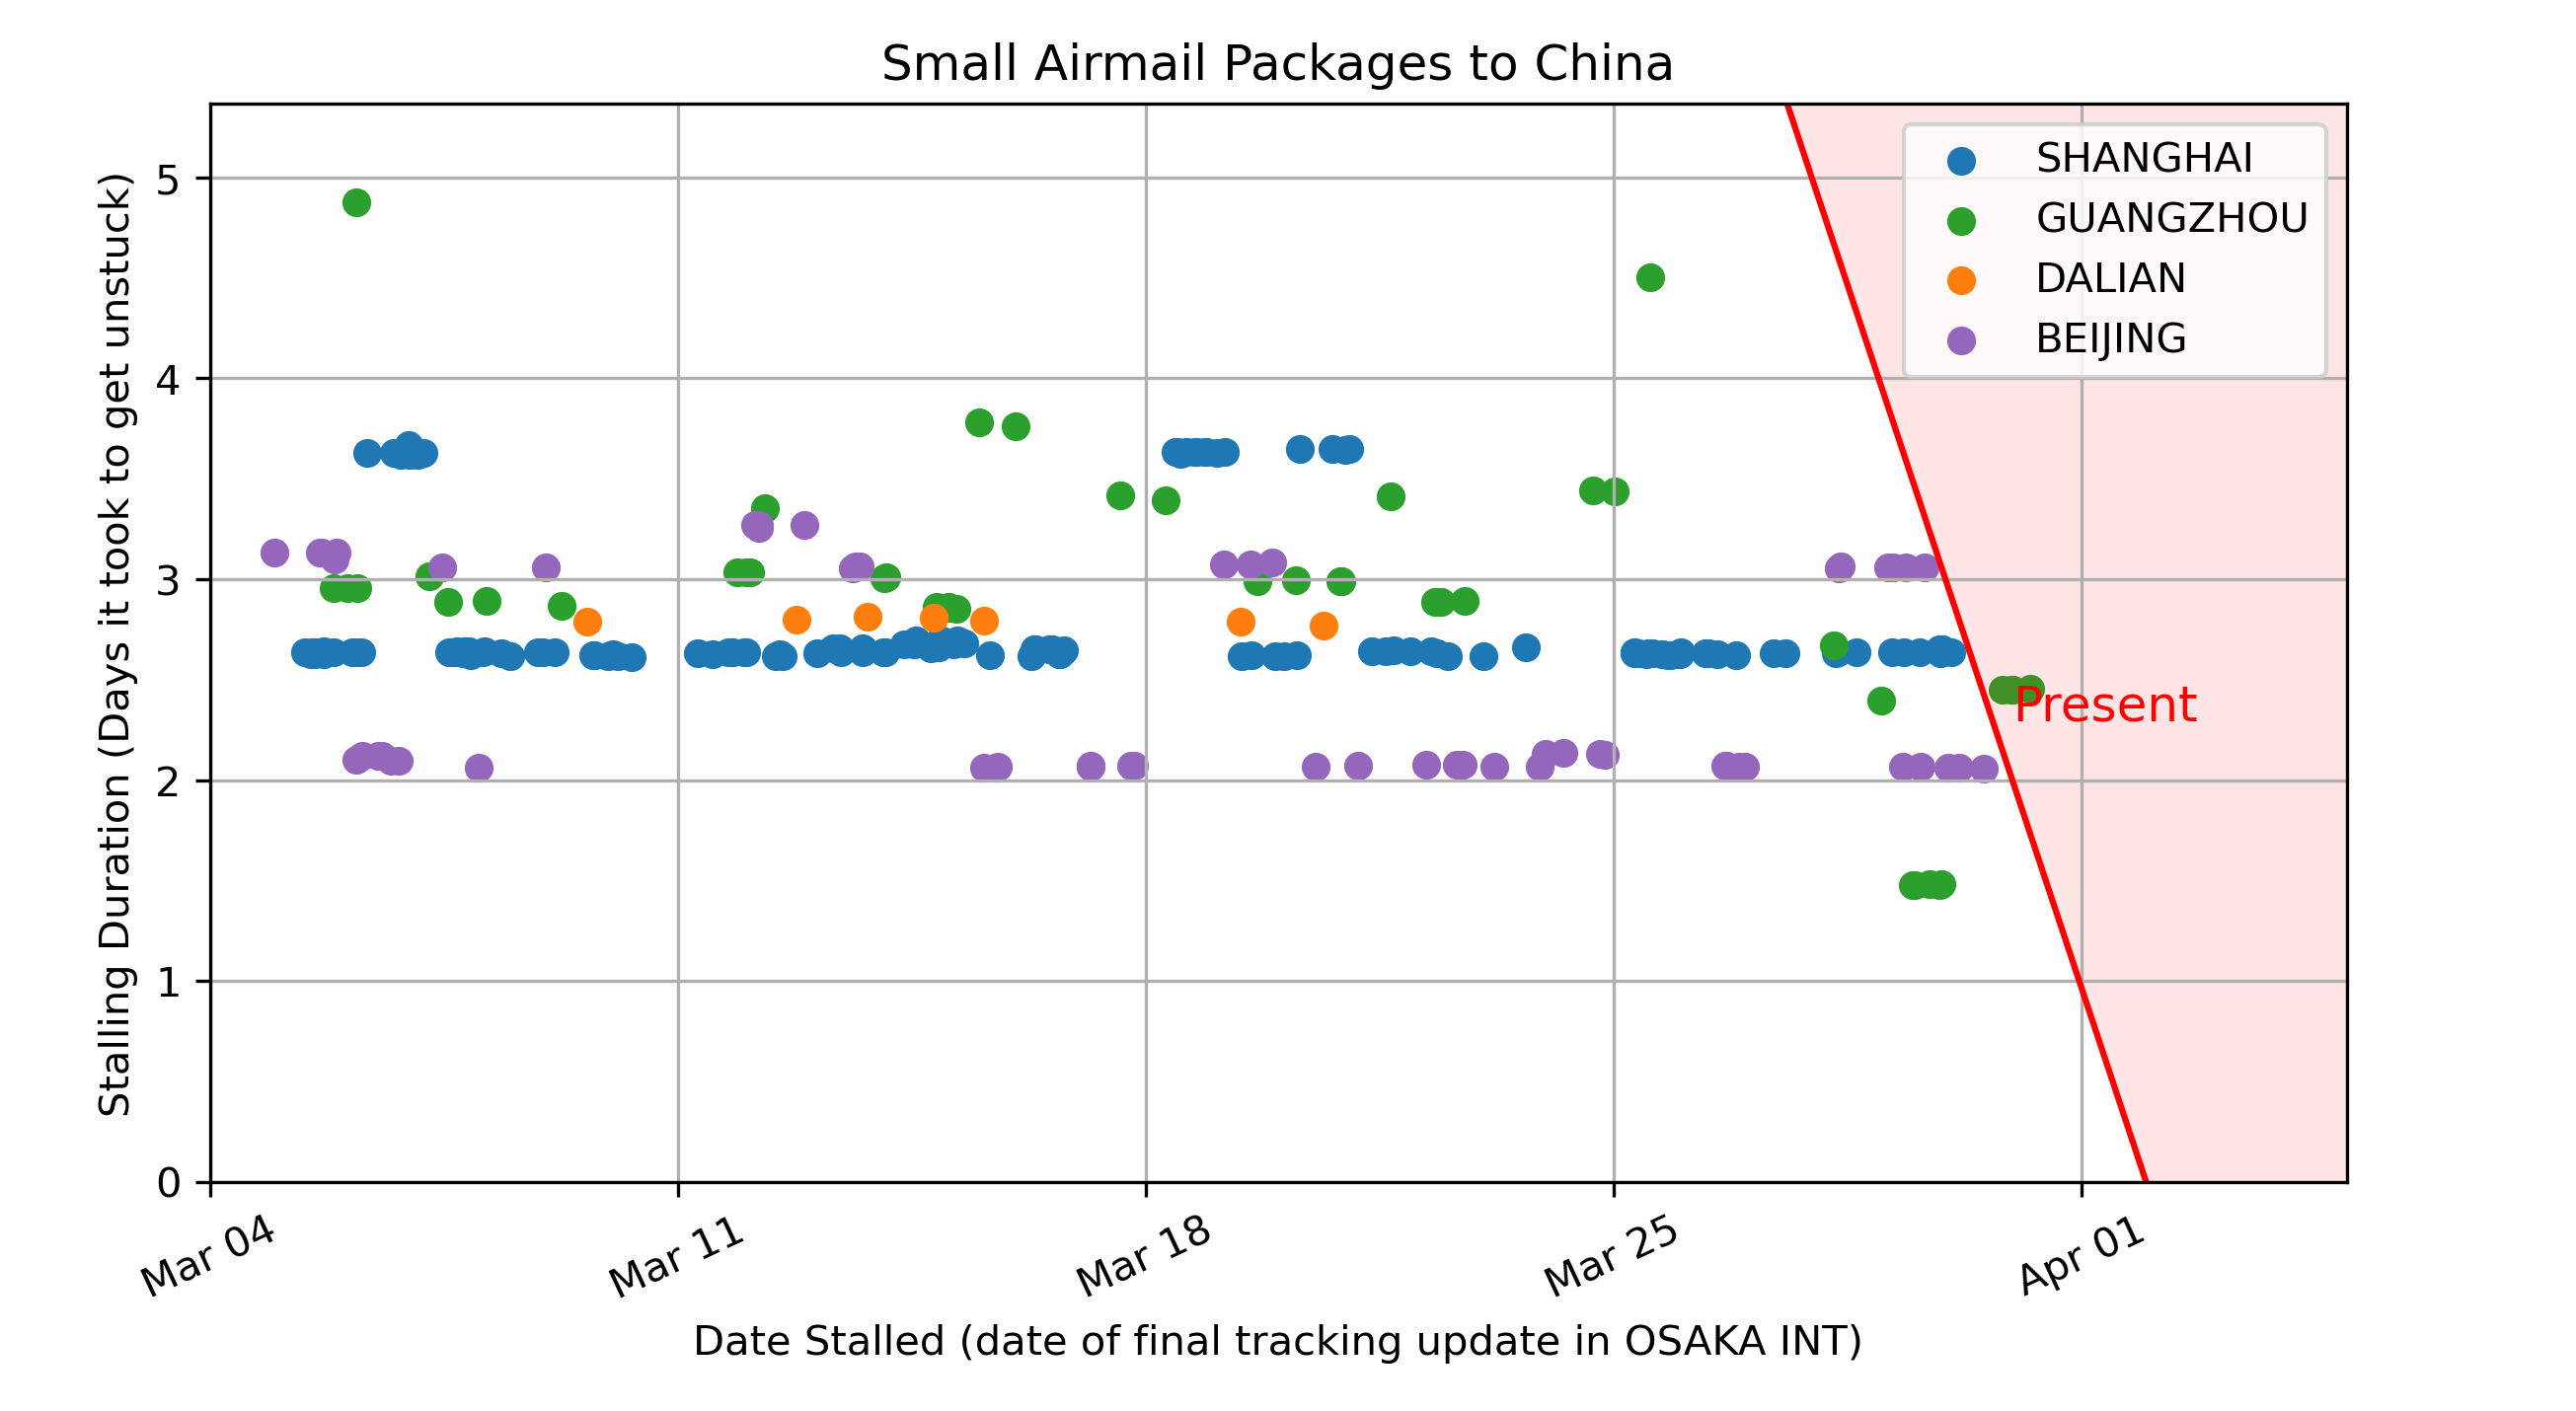 Small Airmail Packages to China
Stalling Duration (Days it took to get unstuck)
5
4
3
2
1
0
SHANGHAI
GUANGZHOU
DALIAN
BEIJING
Present
Mar 04
Mar 11
Mar 18
Mar 25
Apr 01
Date Stalled (date of final tracking update in OSAKA INT)